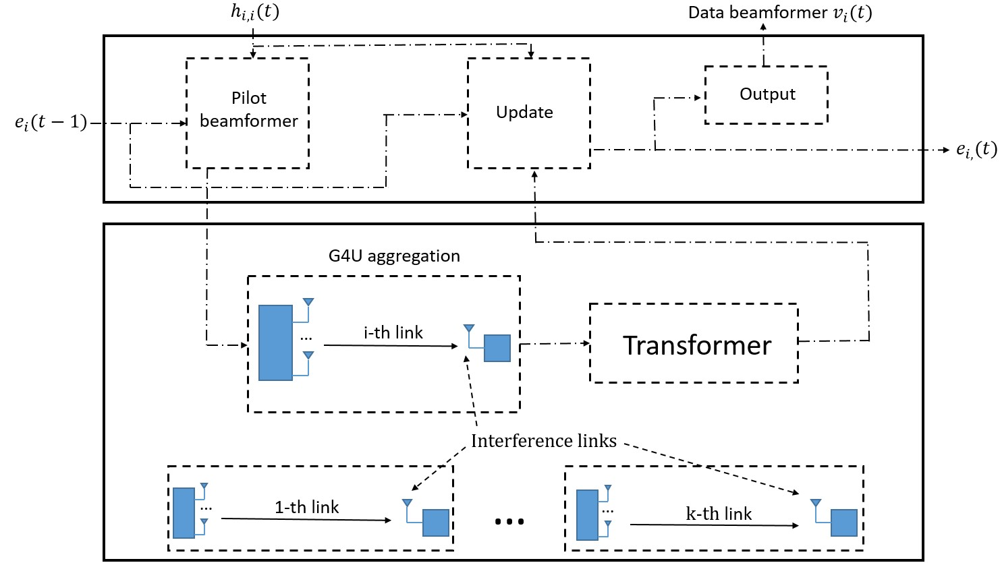 h_{i,i}(t)
Data beamformer v_i(t)
Pilot
beamformer
Update
Output
e_i(t − 1)
e_{i,}(t)
G4U aggregation
i-th link
...
Transformer
Interference links
1-th link
...
...
k-th link
...